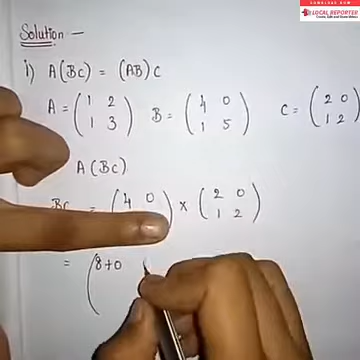 LOCAL REPORTER
Solution :-
i) A(BC) = (AB)C
A = ( 1 2 1 3 ) B = ( 4 0 1 5 ) C = ( 2 0 1 2 )
A(BC)
BC = ( 4 0 ) × ( 2 0 1 2 )
= ( 8+0